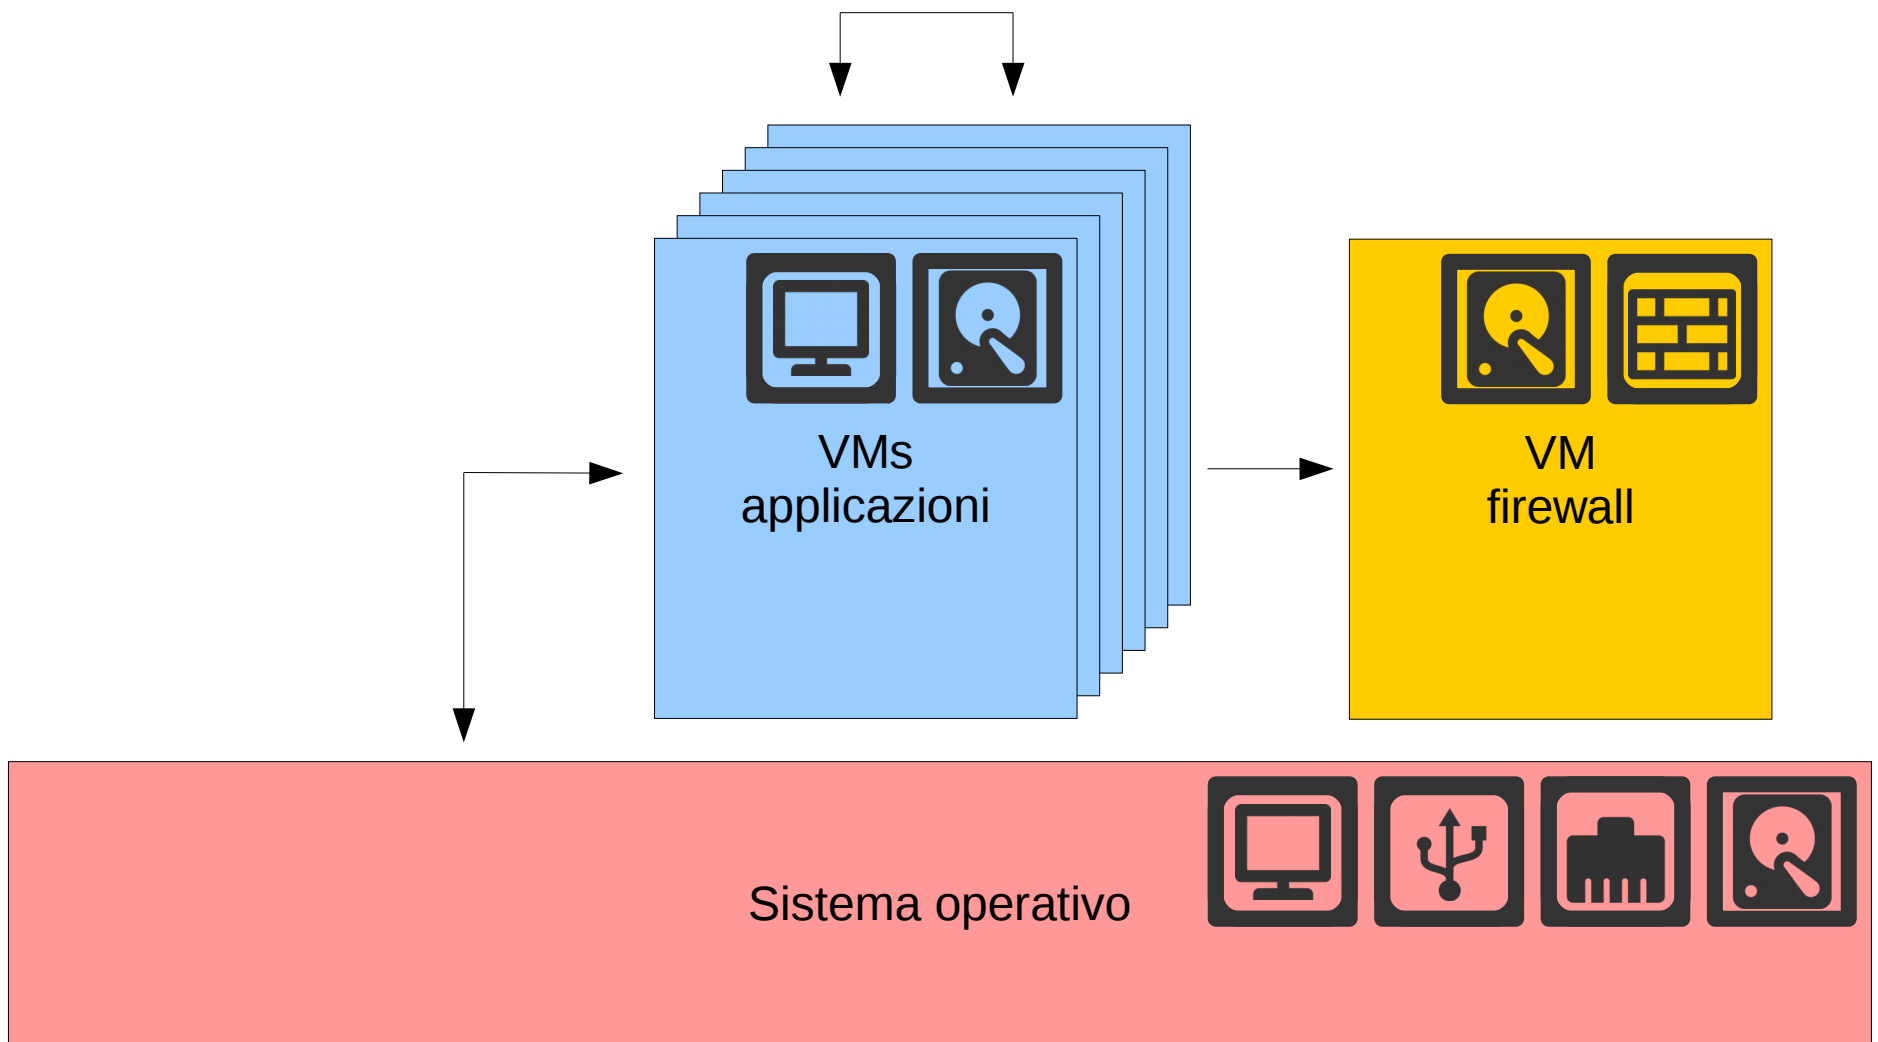 VMs
applicazioni
VM
firewall
Sistema operativo